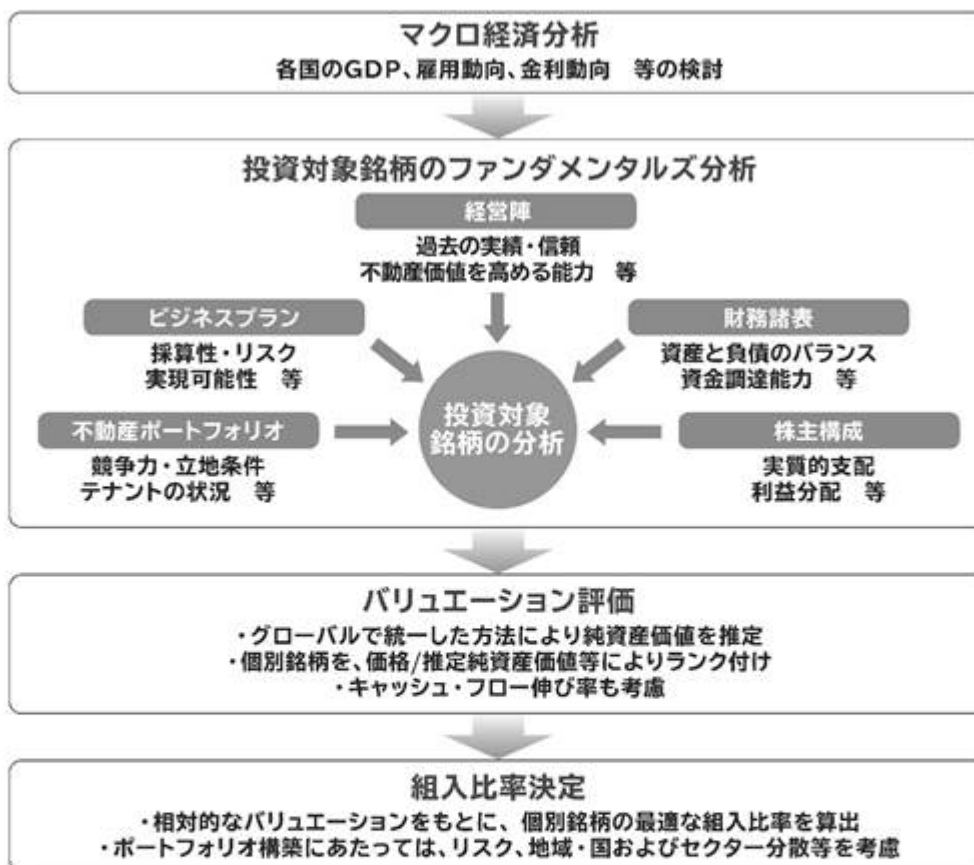 マクロ経済分析
各国のGDP、雇用動向、金利動向　等の検討
投資対象銘柄のファンダメンタルズ分析
経営陣
過去の実績・信頼
不動産価値を高める能力　等
ビジネスプラン
採算性・リスク
実現可能性　等
財務諸表
資産と負債のバランス
資金調達能力　等
不動産ポートフォリオ
競争力・立地条件
テナントの状況　等
投資対象
銘柄の分析
株主構成
実質的支配
利益分配　等
バリュエーション評価
・グローバルで統一した方法により純資産価値を推定
・個別銘柄を、価格/推定純資産価値等によりランク付け
・キャッシュ・フロー伸び率も考慮
組入比率決定
・相対的なバリュエーションをもとに、個別銘柄の最適な組入比率を算出
・ポートフォリオ構築にあたっては、リスク、地域・国およびセクター分散等を考慮